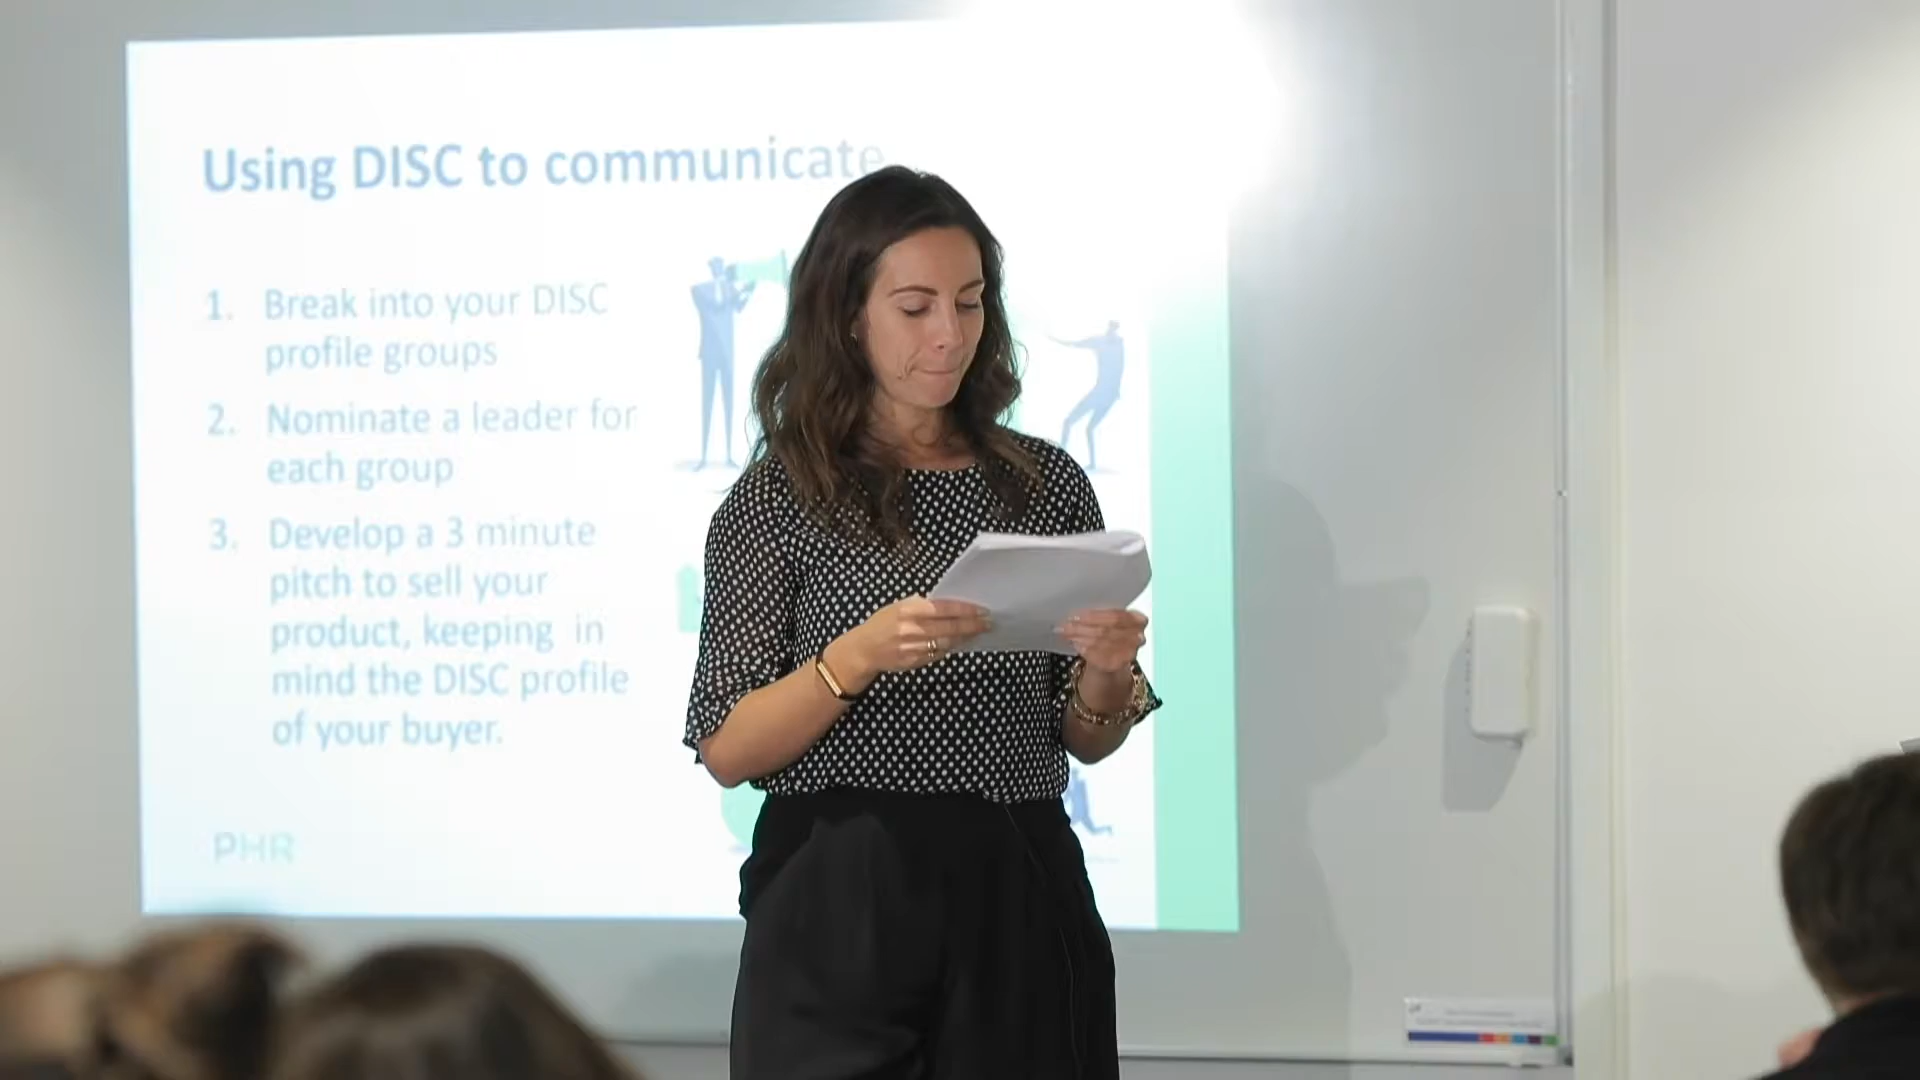 Using DISC to communicate
1. Break into your DISC
profile groups
2. Nominate a leader for
each group
3. Develop a 3 minute
pitch to sell your
product, keeping in
mind the DISC profile
of your buyer.
PHR